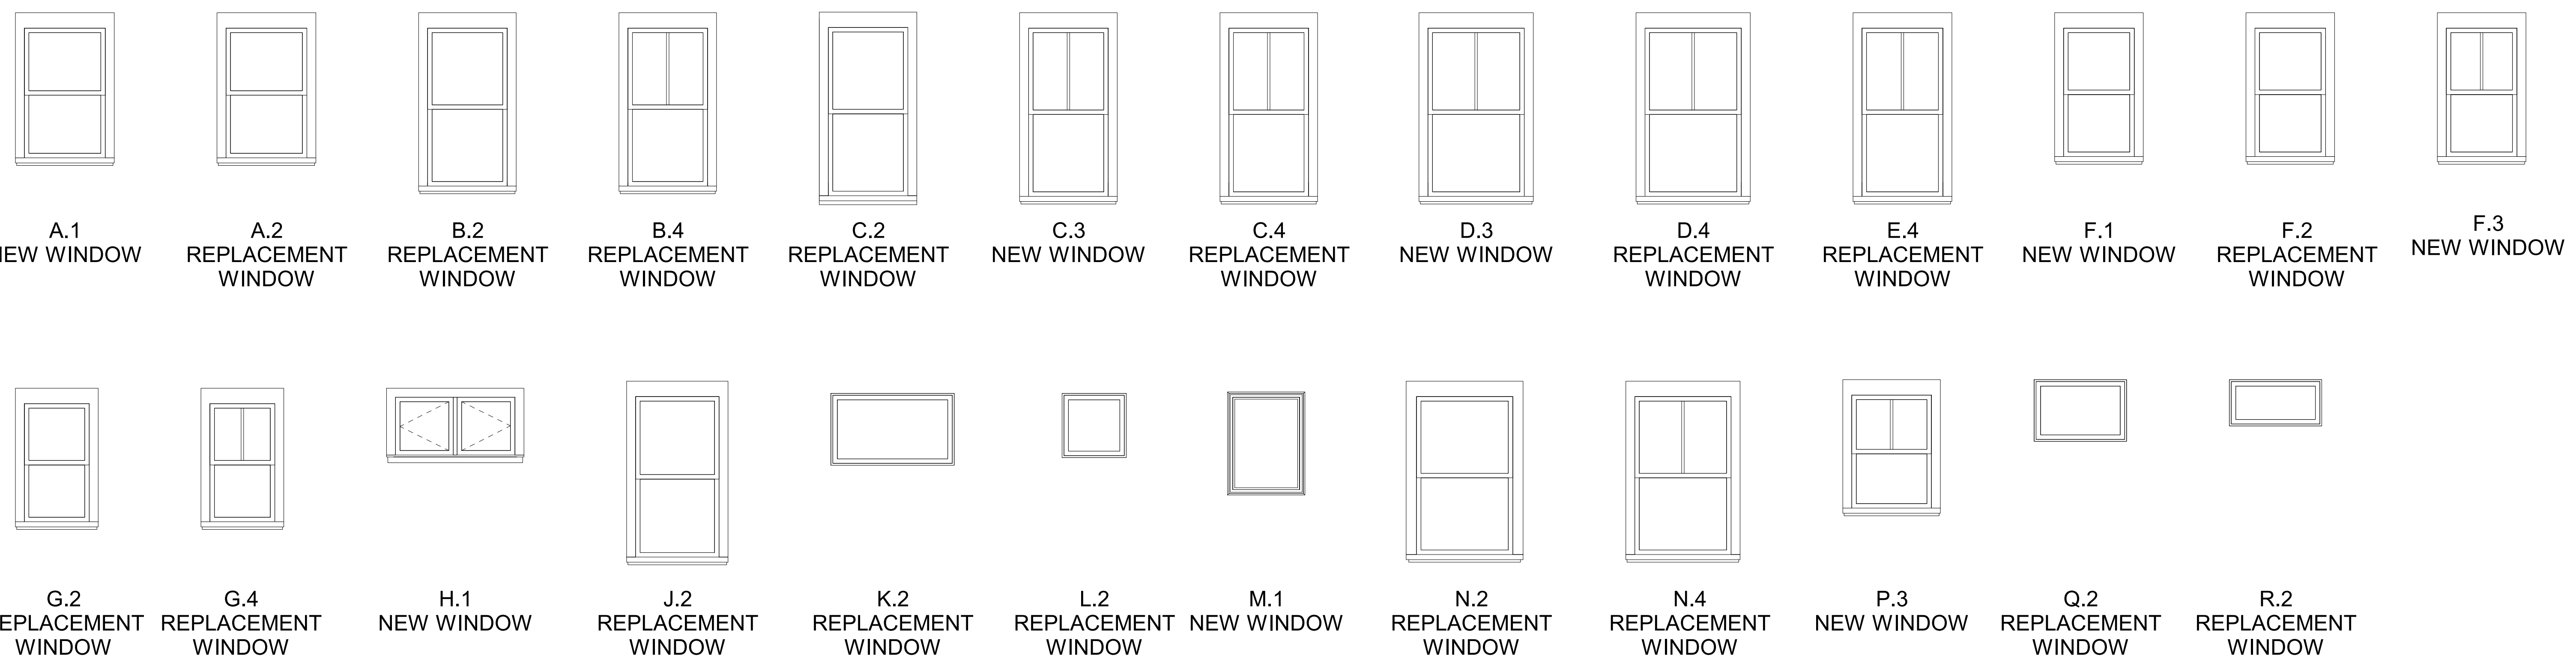 A.1
NEW WINDOW
A.2
REPLACEMENT
WINDOW
B.2
REPLACEMENT
WINDOW
B.4
REPLACEMENT
WINDOW
C.2
REPLACEMENT
WINDOW
C.3
NEW WINDOW
C.4
REPLACEMENT
WINDOW
D.3
NEW WINDOW
D.4
REPLACEMENT
WINDOW
E.4
REPLACEMENT
WINDOW
F.1
NEW WINDOW
F.2
REPLACEMENT
WINDOW
F.3
NEW WINDOW
G.2
EPLACEMENT
WINDOW
G.4
REPLACEMENT
WINDOW
H.1
NEW WINDOW
J.2
REPLACEMENT
WINDOW
K.2
REPLACEMENT
WINDOW
L.2
REPLACEMENT
WINDOW
M.1
NEW WINDOW
N.2
REPLACEMENT
WINDOW
N.4
REPLACEMENT
WINDOW
P.3
NEW WINDOW
Q.2
REPLACEMENT
WINDOW
R.2
REPLACEMENT
WINDOW